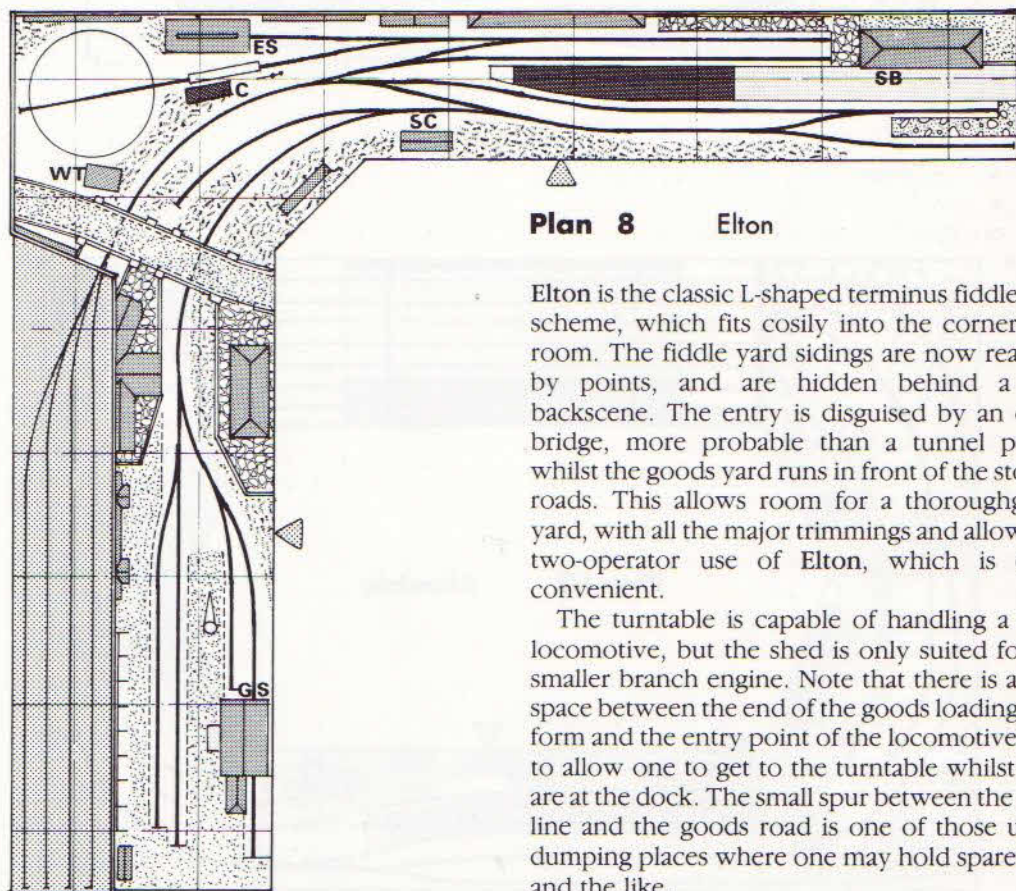 ES
C
SB
SC
WT
Plan 8 Elton
Elton is the classic L-shaped terminus fiddle
scheme, which fits cosily into the corner
room. The fiddle yard sidings are now rea
by points, and are hidden behind a
backscene. The entry is disguised by an
bridge, more probable than a tunnel p
whilst the goods yard runs in front of the sto
roads. This allows room for a thoroughg
yard, with all the major trimmings and allow
two-operator use of Elton, which is
convenient.
The turntable is capable of handling a
locomotive, but the shed is only suited fo
smaller branch engine. Note that there is a
space between the end of the goods loading
form and the entry point of the locomotive
to allow one to get to the turntable whilst
are at the dock. The small spur between the
line and the goods road is one of those u
dumping places where one may hold spare
and the like.
GS